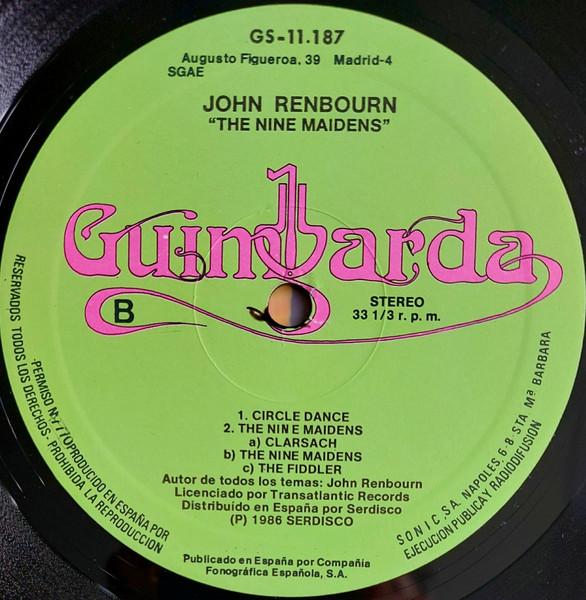 GS-11.187
Augusto Figueroa, 39 Madrid-4
SGAE
JOHN RENBOURN
“THE NINE MAIDENS”
Guimbarda
B
STEREO
33 1/3 r. p. m.
1. CIRCLE DANCE
2. THE NINE MAIDENS
a) CLARSACH
b) THE NINE MAIDENS
c) THE FIDDLER
Autor de todos los temas: John Renbourn
Licenciado por Transatlantic Records
Distribuído en España por Serdisco
(P) 1986 SERDISCO
Publicado en España por Compañía
Fonográfica Española, S.A.
RESERVADOS TODOS LOS DERECHOS - PROHIBIDA LA REPRODUCCION
·PERMISO 770 PRODUCIDO EN ESPAÑA POR
SONIC, S.A. NAPOLES, 6-8·STA Mª BARBARA
EJECUCION PUBLICA Y RADIODIFUSION